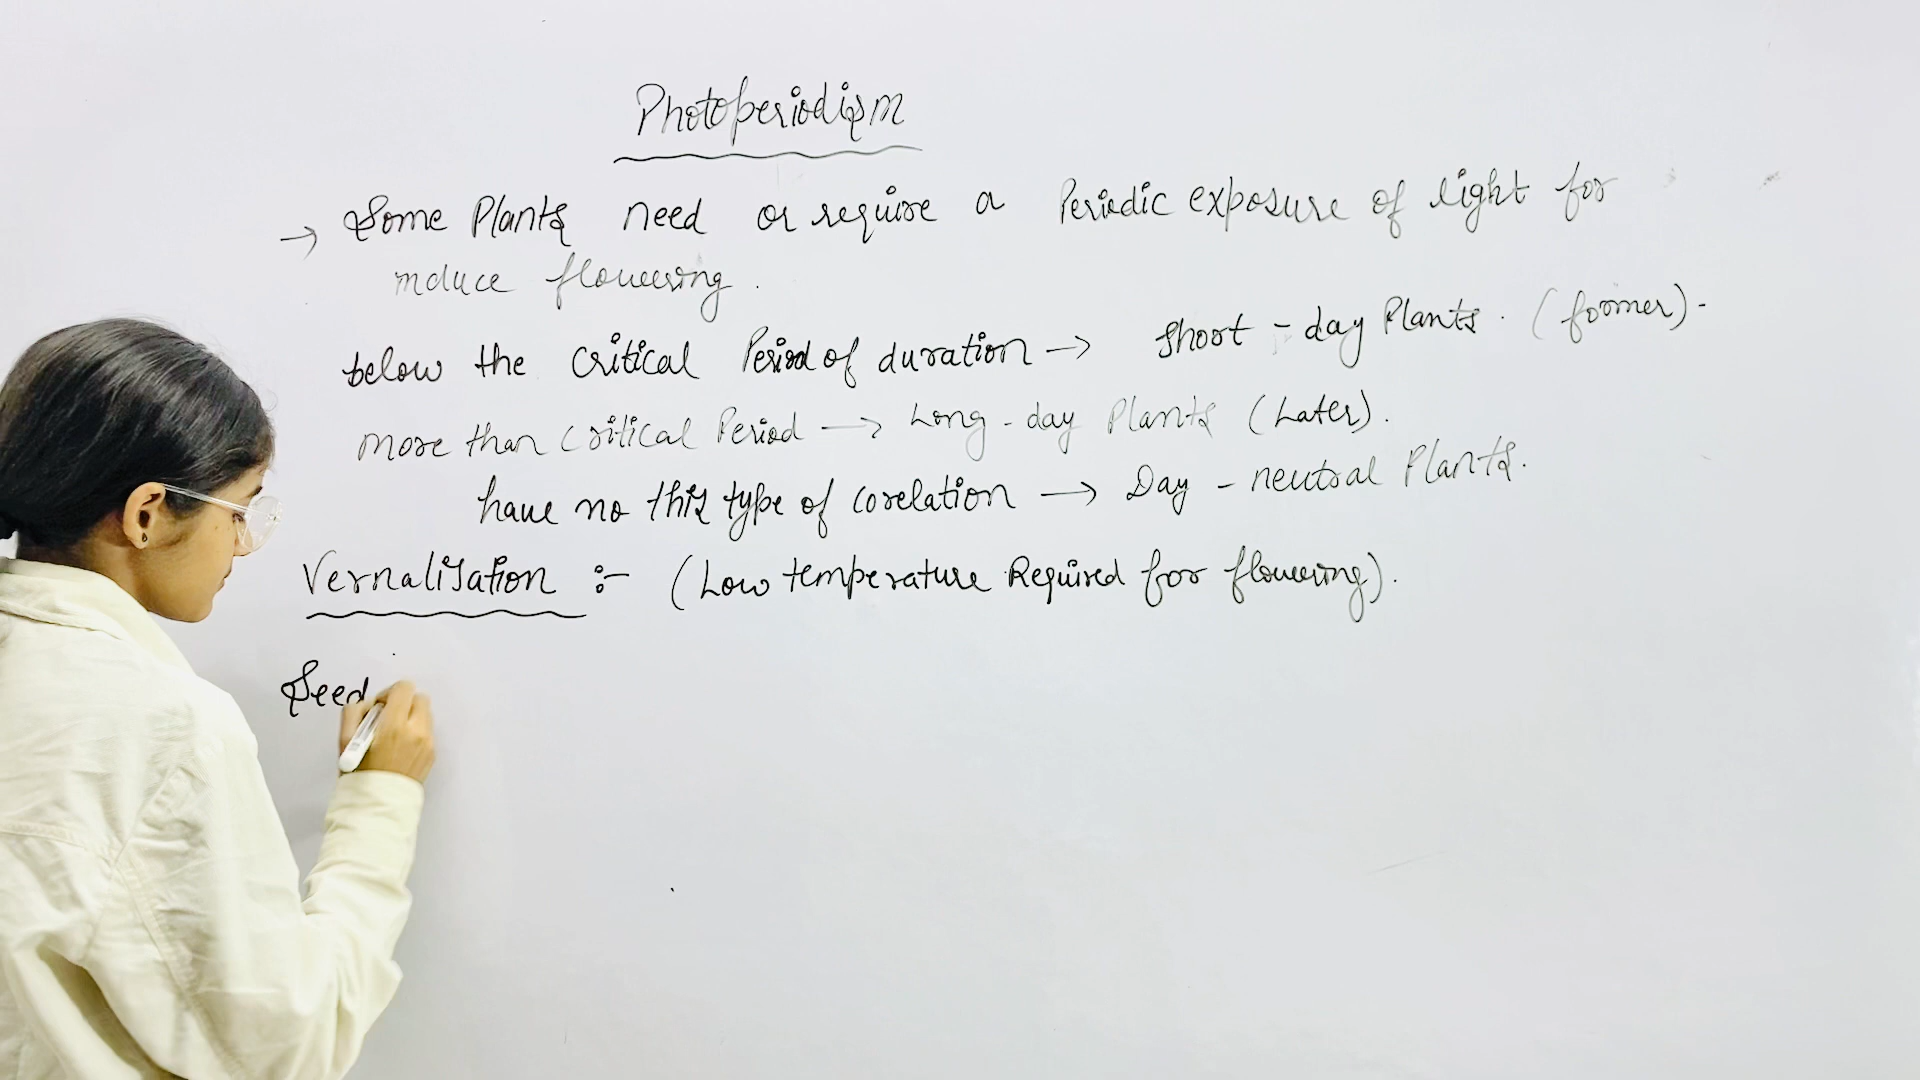 Photoperiodism
→ Some Plants need or require a Periodic exposure of light for
induce flowering.
below the critical Period of duration → short - day Plants. (former).
more than critical Period → Long - day Plants (Later).
have no this type of corelation → Day - neutral Plants.
Vernalisation :- (Low temperature Required for flowering).
Seed